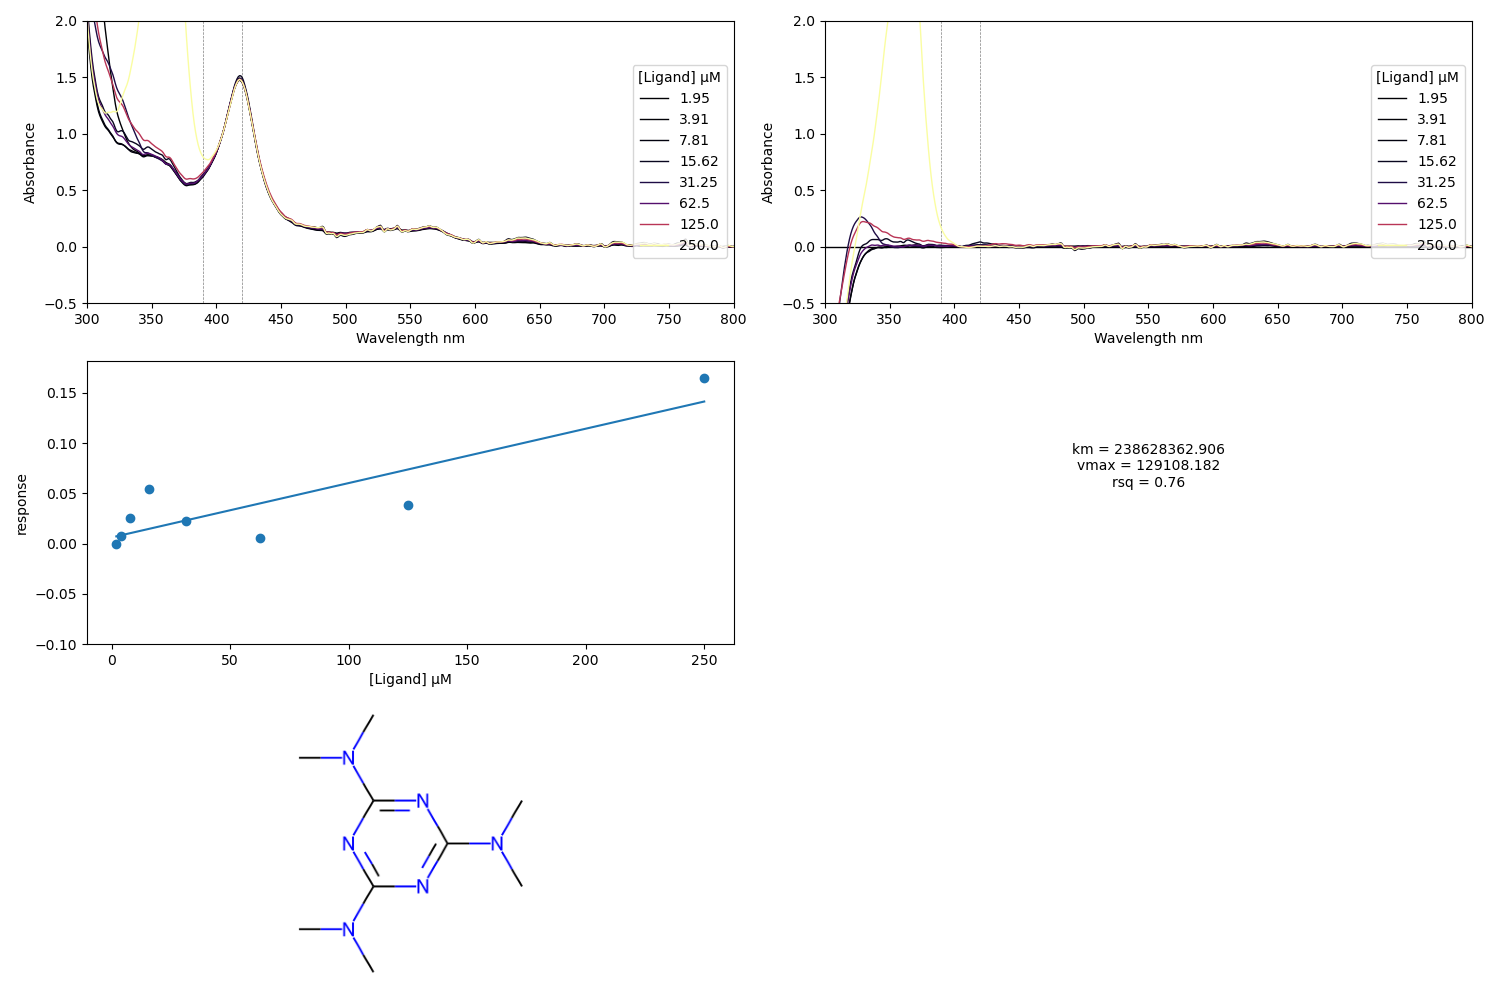 2.0
1.5
1.0
0.5
0.0
−0.5
Absorbance
300 350 400 450 500 550 600 650 700 750 800
Wavelength nm
[Ligand] µM
1.95
3.91
7.81
15.62
31.25
62.5
125.0
250.0
2.0
1.5
1.0
0.5
0.0
−0.5
Absorbance
300 350 400 450 500 550 600 650 700 750 800
Wavelength nm
[Ligand] µM
1.95
3.91
7.81
15.62
31.25
62.5
125.0
250.0
0.15
0.10
0.05
0.00
−0.05
−0.10
response
0 50 100 150 200 250
[Ligand] µM
km = 238628362.906
vmax = 129108.182
rsq = 0.76
N
N
N N
N
N